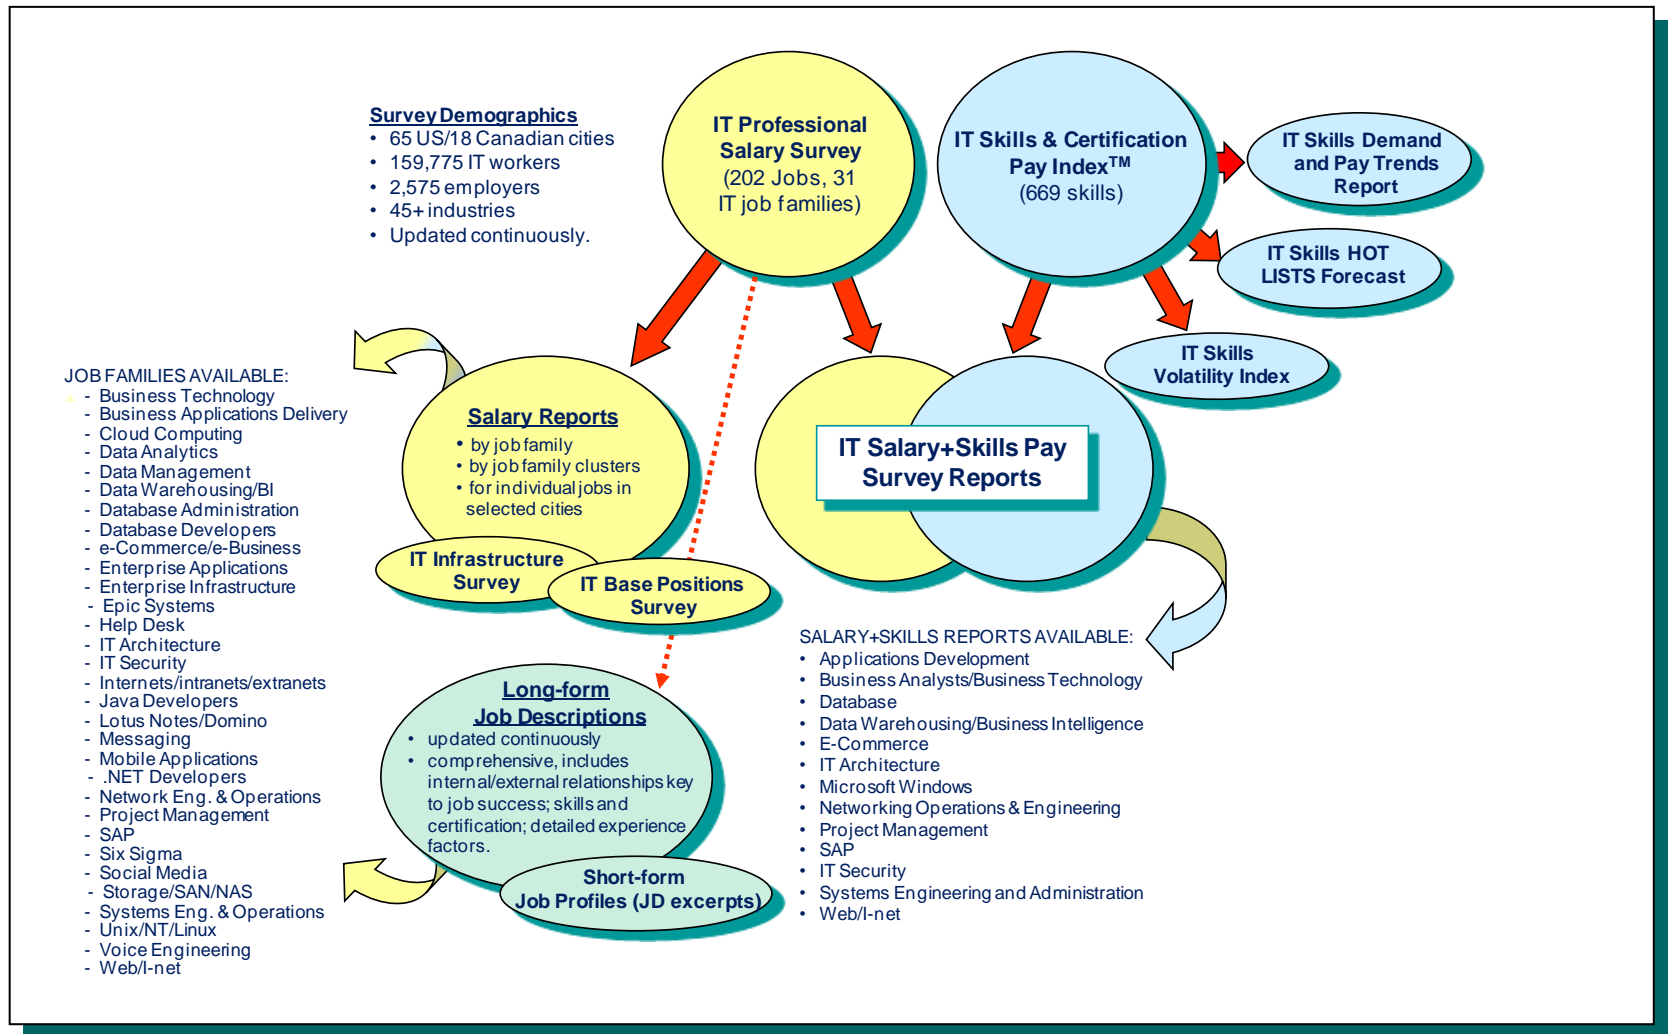 Survey Demographics
• 65 US/18 Canadian cities
• 159,775 IT workers
• 2,575 employers
• 45+ industries
• Updated continuously.
IT Professional
Salary Survey
(202 Jobs, 31
IT job families)
IT Skills & Certification
Pay Index™
(669 skills)
IT Skills Demand
and Pay Trends
Report
IT Skills HOT
LISTS Forecast
IT Skills
Volatility Index
JOB FAMILIES AVAILABLE:
- Business Technology
- Business Applications Delivery
- Cloud Computing
- Data Analytics
- Data Management
- Data Warehousing/BI
- Database Administration
- Database Developers
- e-Commerce/e-Business
- Enterprise Applications
- Enterprise Infrastructure
- Epic Systems
- Help Desk
- IT Architecture
- IT Security
- Internets/intranets/extranets
- Java Developers
- Lotus Notes/Domino
- Messaging
- Mobile Applications
- .NET Developers
- Network Eng. & Operations
- Project Management
- SAP
- Six Sigma
- Social Media
- Storage/SAN/NAS
- Systems Eng. & Operations
- Unix/NT/Linux
- Voice Engineering
- Web/I-net
Salary Reports
• by job family
• by job family clusters
• for individual jobs in
selected cities
IT Infrastructure
Survey
IT Base Positions
Survey
IT Salary+Skills Pay
Survey Reports
Long-form
Job Descriptions
• updated continuously
• comprehensive, includes
internal/external relationships key
to job success; skills and
certification; detailed experience
factors.
Short-form
Job Profiles (JD excerpts)
SALARY+SKILLS REPORTS AVAILABLE:
• Applications Development
• Business Analysts/Business Technology
• Database
• Data Warehousing/Business Intelligence
• E-Commerce
• IT Architecture
• Microsoft Windows
• Networking Operations & Engineering
• Project Management
• SAP
• IT Security
• Systems Engineering and Administration
• Web/I-net